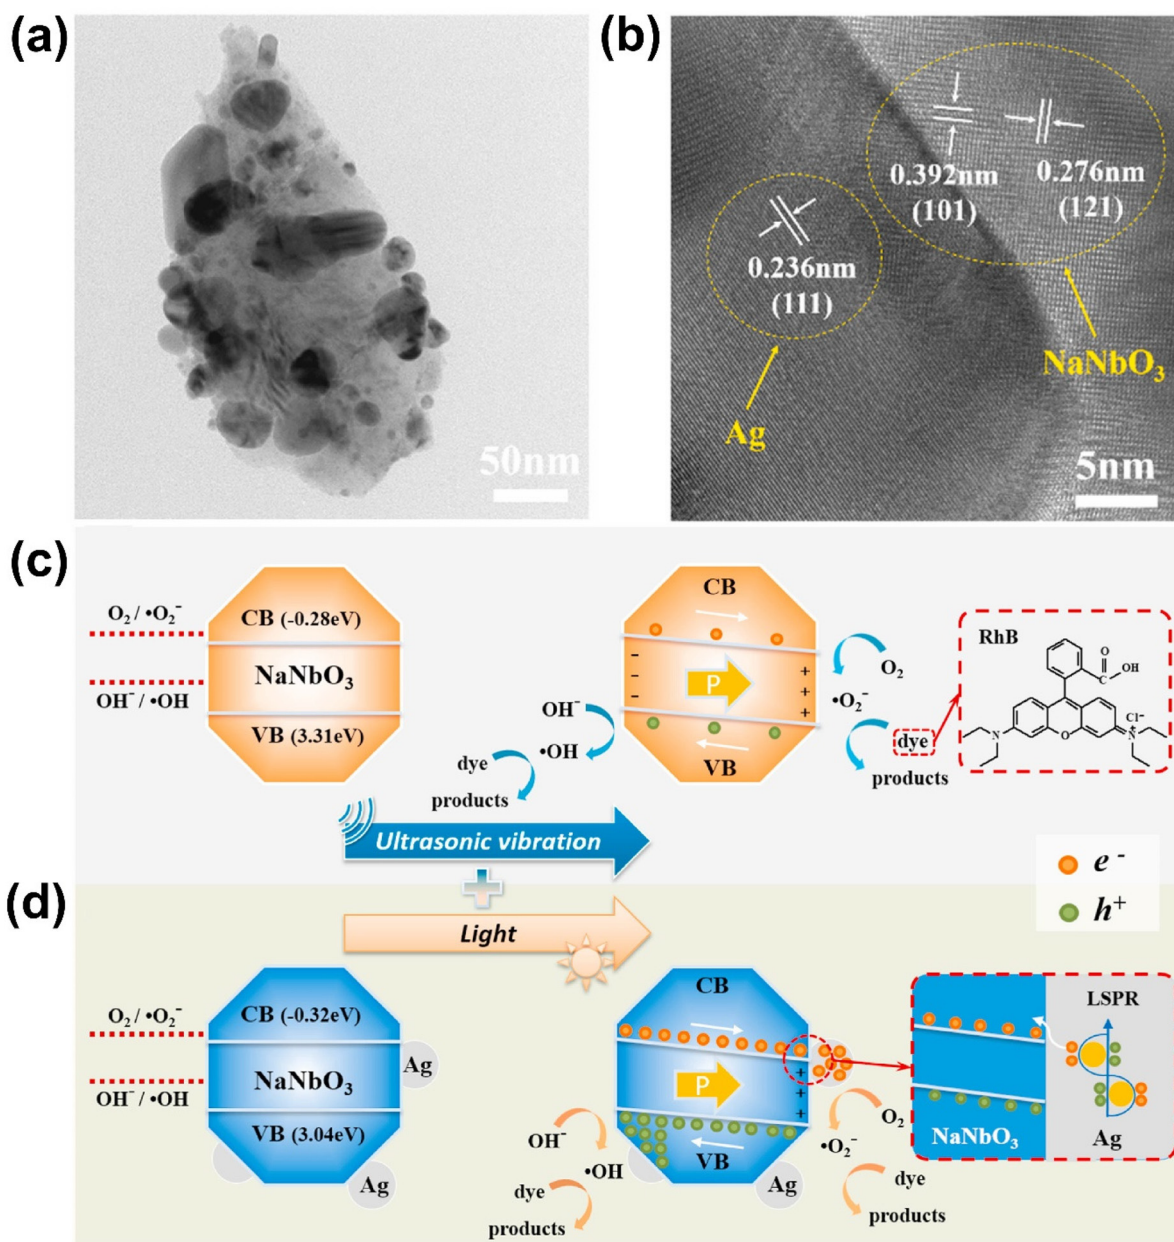 (a)
50nm
(b)
0.392nm
(101)
0.276nm
(121)
0.236nm
(111)
NaNbO₃
Ag
5nm
(c)
O₂ / •O₂⁻
OH⁻ / •OH
CB (-0.28eV)
NaNbO₃
VB (3.31eV)
CB
- + 
- P +
- +
+
VB
OH⁻
•OH
dye
products
O₂
•O₂⁻
dye
products
RhB
O
C
OH
N
O
N
+
Cl⁻
Ultrasonic vibration
+
Light
e⁻
h⁺
(d)
O₂ / •O₂⁻
OH⁻ / •OH
CB (-0.32eV)
NaNbO₃
VB (3.04eV)
Ag
Ag
CB
P
+
+
+
+
VB
Ag
OH⁻
•OH
dye
products
O₂
•O₂⁻
dye
products
LSPR
NaNbO₃
Ag